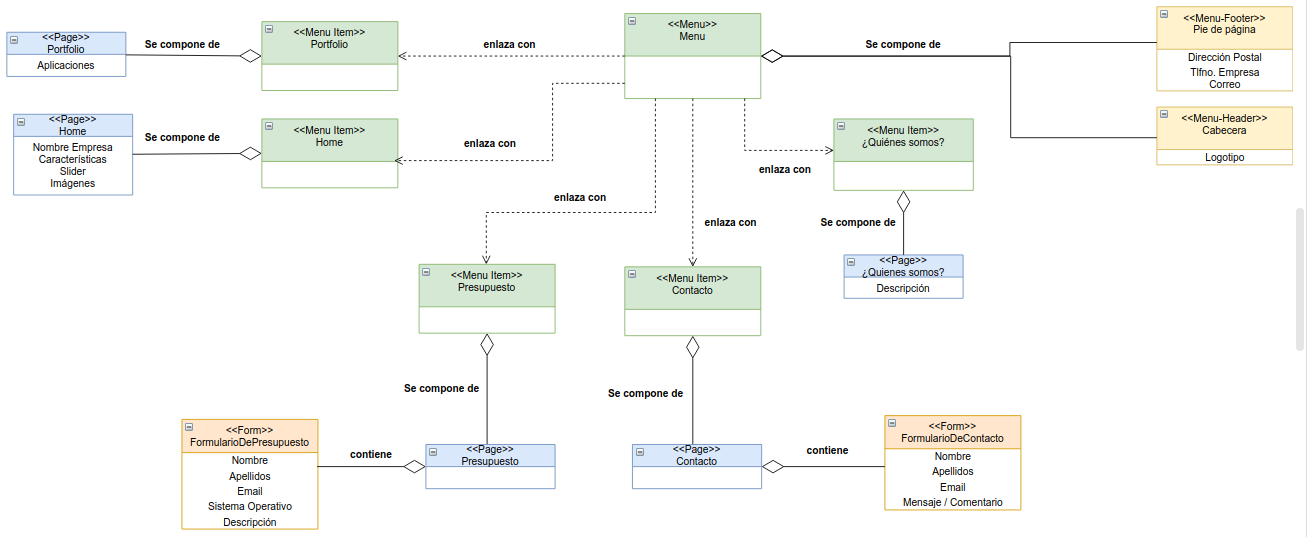 <<Page>>
Portfolio
Aplicaciones
Se compone de
<<Menu Item>>
Portfolio
enlaza con
<<Menu>>
Menu
Se compone de
<<Menu-Footer>>
Pie de página
Dirección Postal
Tlfno. Empresa
Correo
<<Page>>
Home
Nombre Empresa
Características
Slider
Imágenes
Se compone de
<<Menu Item>>
Home
enlaza con
<<Menu Item>>
¿Quiénes somos?
enlaza con
<<Menu-Header>>
Cabecera
Logotipo
enlaza con
enlaza con
Se compone de
<<Page>>
¿Quienes somos?
Descripción
<<Menu Item>>
Presupuesto
<<Menu Item>>
Contacto
Se compone de
Se compone de
<<Form>>
FormularioDePresupuesto
Nombre
Apellidos
Email
Sistema Operativo
Descripción
contiene
<<Page>>
Presupuesto
<<Page>>
Contacto
contiene
<<Form>>
FormularioDeContacto
Nombre
Apellidos
Email
Mensaje / Comentario